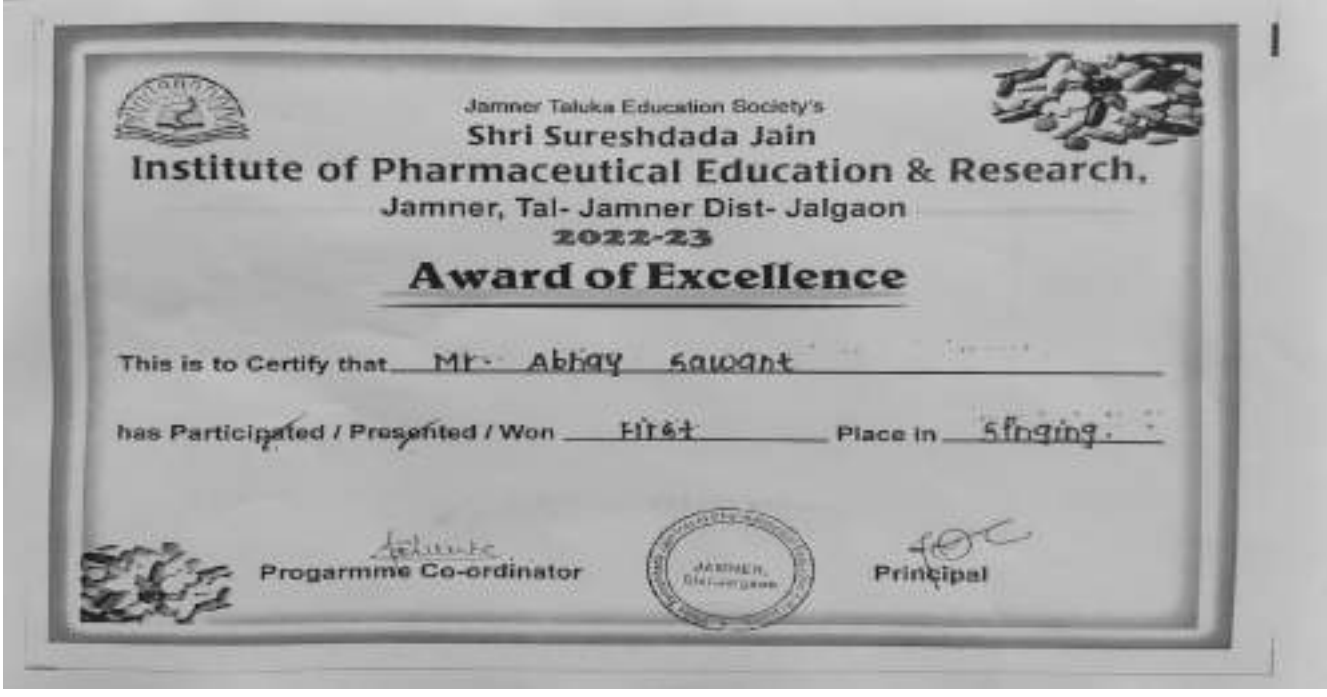 Jamner Taluka Education Society's
Shri Sureshdada Jain
Institute of Pharmaceutical Education & Research,
Jamner, Tal- Jamner Dist- Jalgaon
2022-23
Award of Excellence
This is to Certify that Mr. Abhay Sawant
has Participated / Presented / Won First Place in Singing.
Progarmme Co-ordinator
JAMNER,
Principal